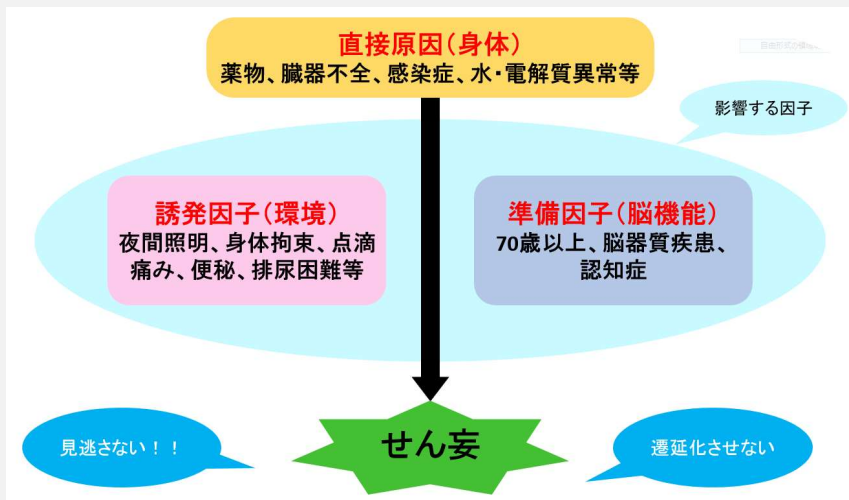 直接原因（身体）
薬物、臓器不全、感染症、水・電解質異常等
影響する因子
誘発因子（環境）
夜間照明、身体拘束、点滴
痛み、便秘、排尿困難等
準備因子（脳機能）
70歳以上、脳器質疾患、
認知症
せん妄
見逃さない！！
遷延化させない